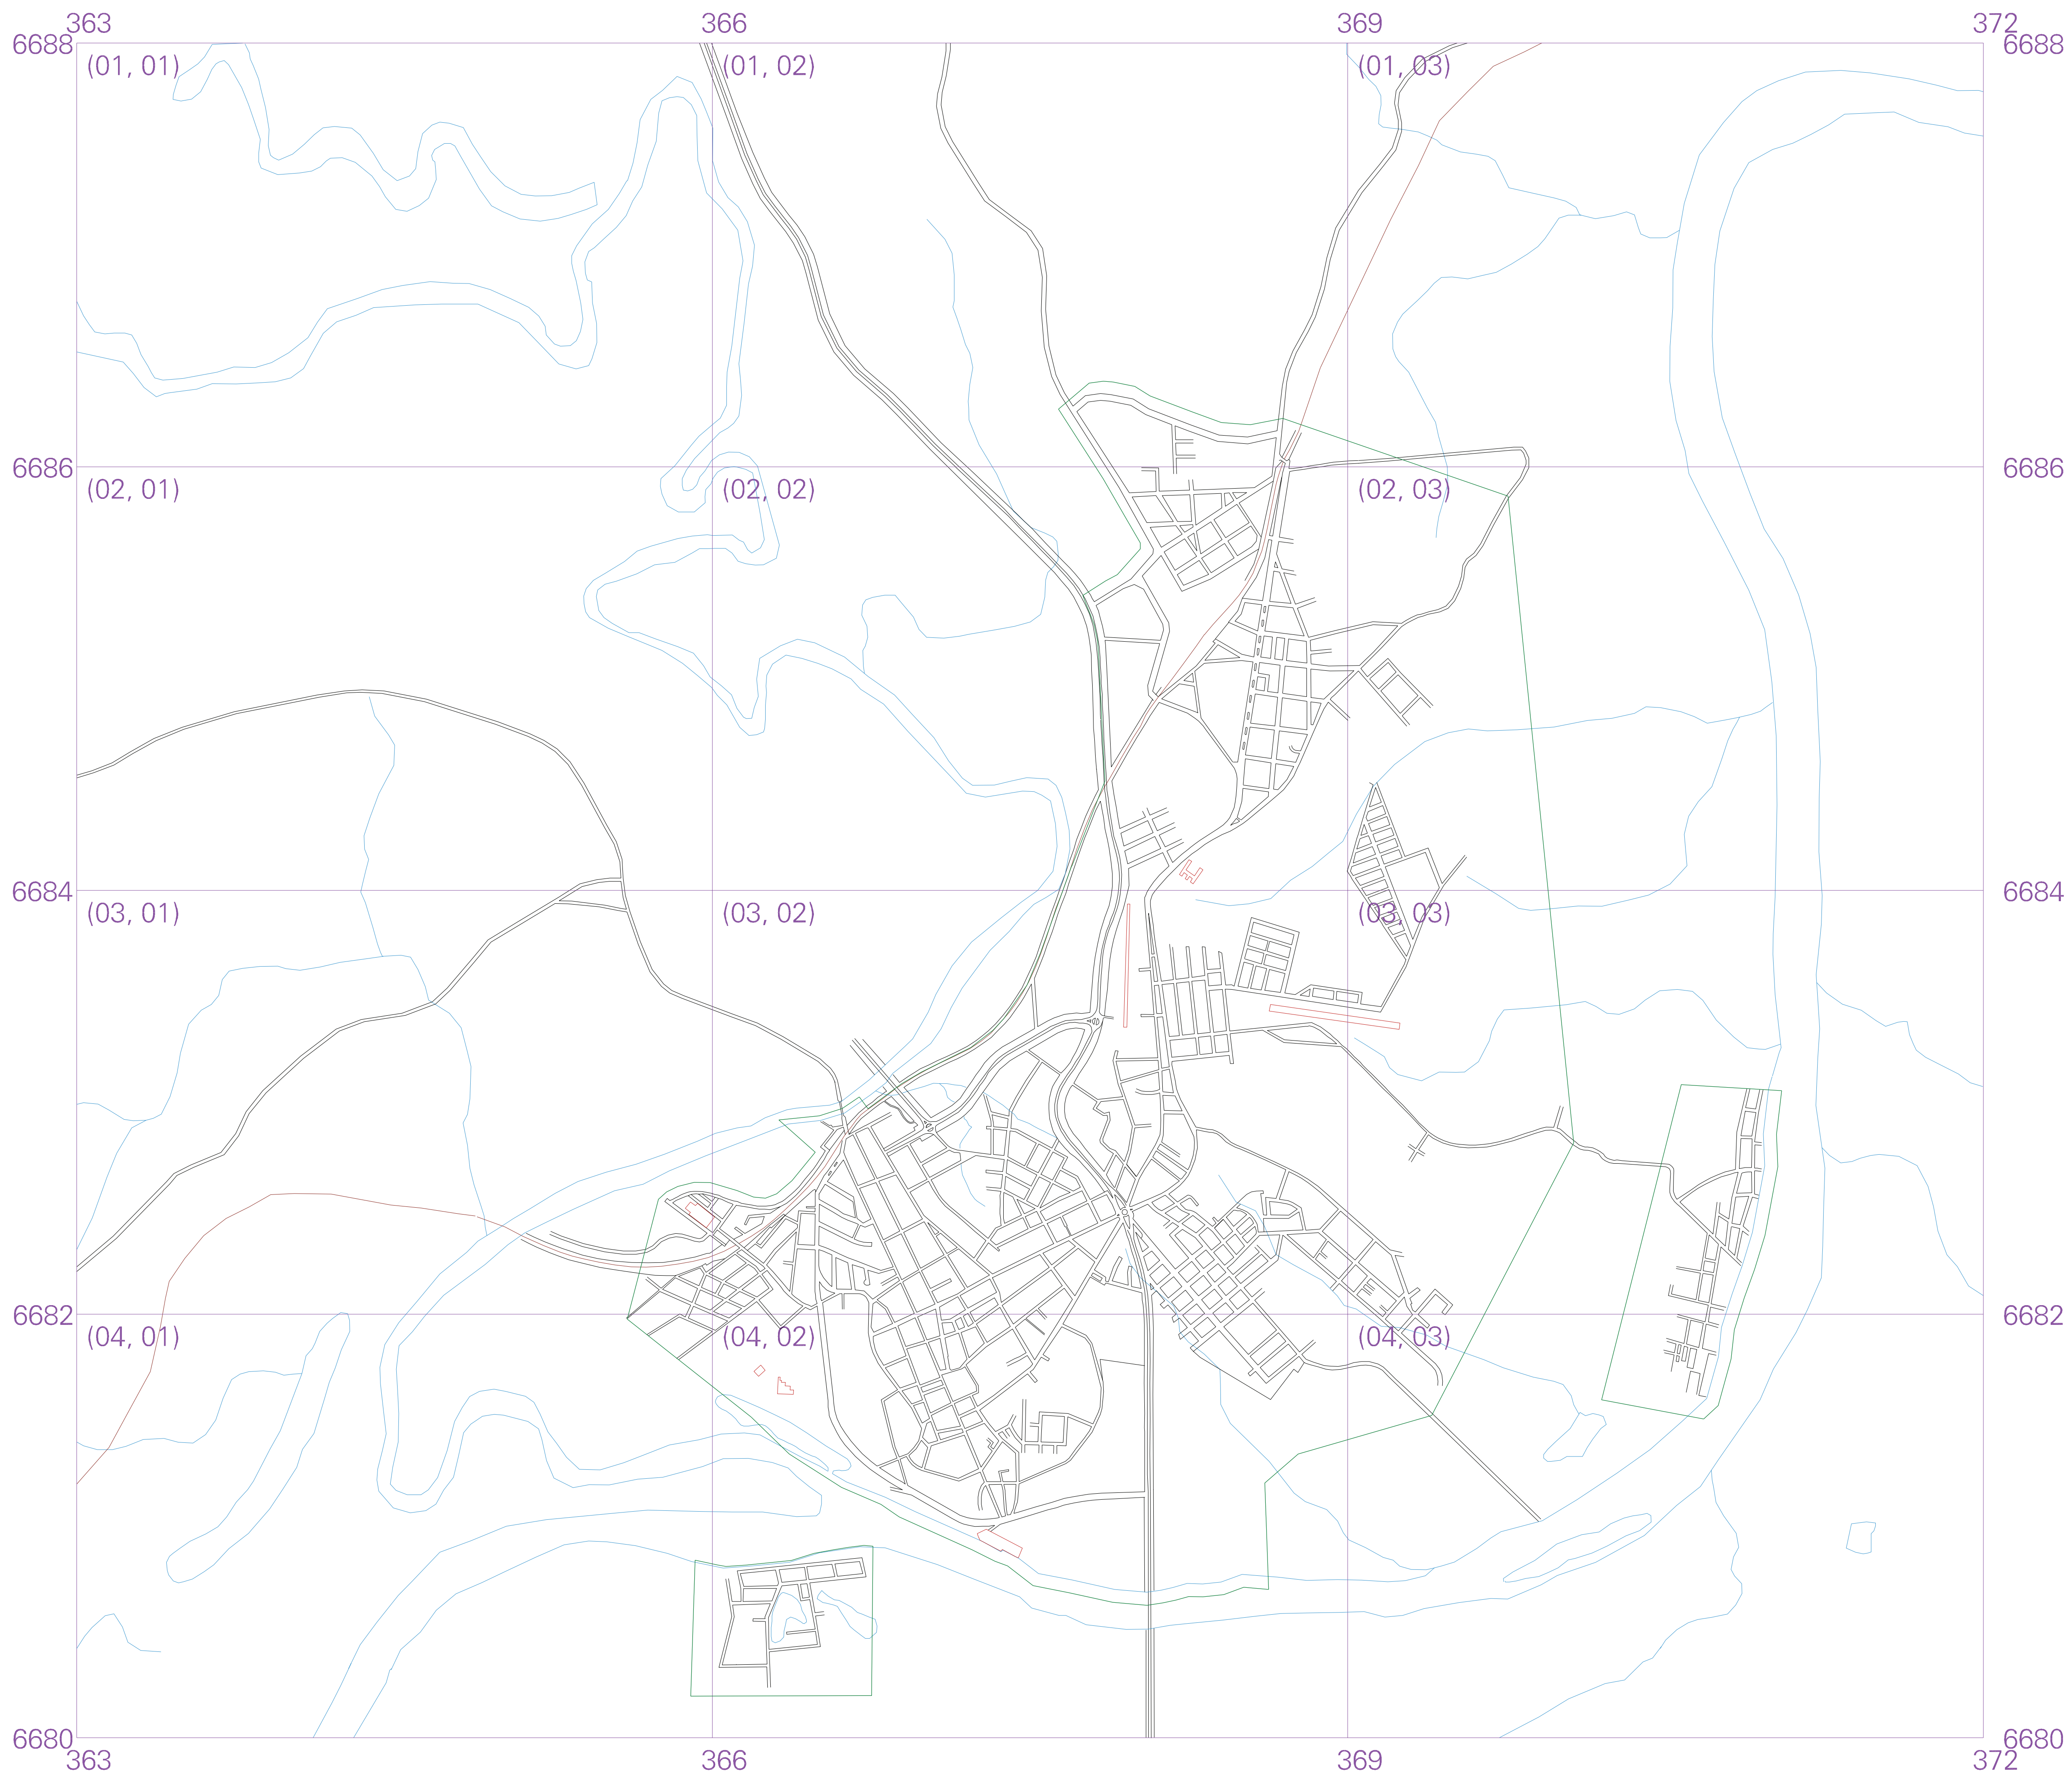 363 366 369 372
6688 6688
(01, 01) (01, 02) (01, 03)
6686 6686
(02, 01) (02, 02) (02, 03)
6684 6684
(03, 01) (03, 02) (03, 03)
6682 6682
(04, 01) (04, 02) (04, 03)
6680 6680
363 366 369 372